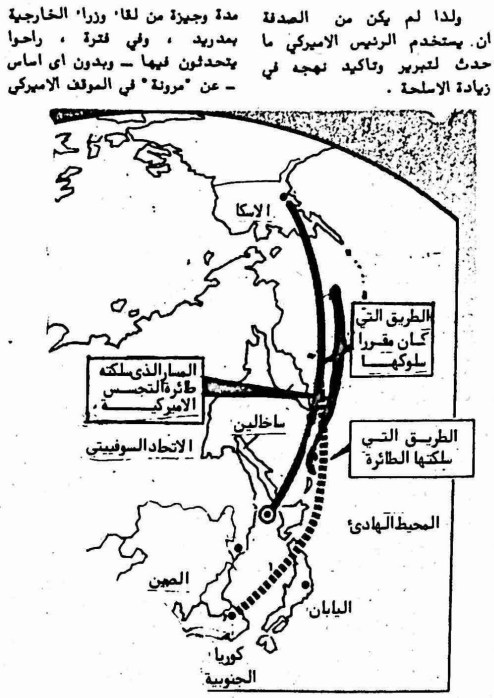 ولذا لم يكن من الصدفة
ان يستخدم الرئيس الاميركي ما
حدث لتبرير وتاكيد نهجه في
زيادة الاسلحة .
مدة وجيزة من لقاء وزراء الخارجية
بمدريد ، وفي فترة ، راحوا
يتحدثون فيها – وبدون اى اساس
– عن "مرونة" في الموقف الاميركي
الاسكا
الطريق التي
كان مقررا
سلوكها
المسار الذى سلكته
طائرة التجسس
الاميركية .
ساخالين
الاتحاد السوفييتي
الطريق التي
سلكتها الطائرة
المحيط الهادئ
الصين
اليابان
كوريا
الجنوبية